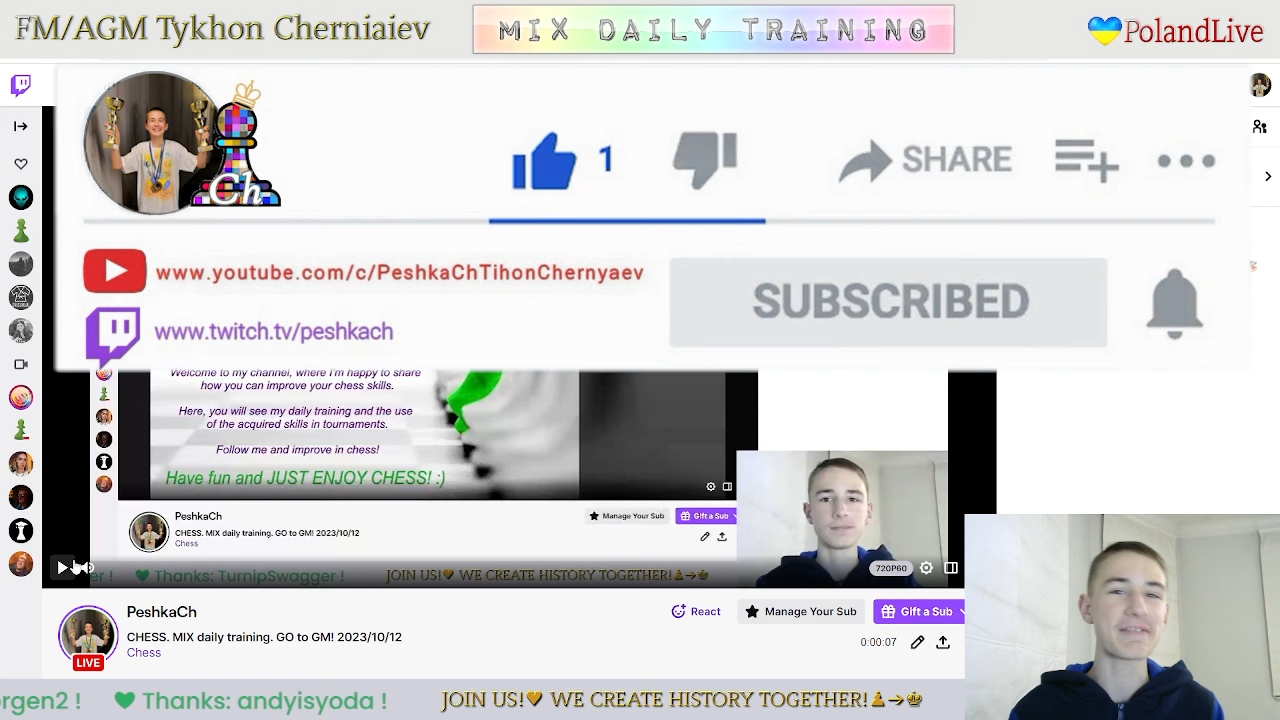 FM/AGM Tykhon Cherniaiev
MIX DAILY TRAINING
PolandLive
Ch
1
SHARE
www.youtube.com/c/PeshkaChTihonChernyaev
SUBSCRIBED
www.twitch.tv/peshkach
Welcome to my channel, where I'm happy to share
how you can improve your chess skills.
Here, you will see my daily training and the use
of the acquired skills in tournaments.
Follow me and improve in chess!
Have fun and JUST ENJOY CHESS! :)
PeshkaCh
Manage Your Sub
Gift a Sub
CHESS. MIX daily training. GO to GM! 2023/10/12
Chess
er !
Thanks: TurnipSwagger !
JOIN US! WE CREATE HISTORY TOGETHER!
720P60
PeshkaCh
React
Manage Your Sub
Gift a Sub
CHESS. MIX daily training. GO to GM! 2023/10/12
0:00:07
Chess
LIVE
rgen2 !
Thanks: andyisyoda !
JOIN US! WE CREATE HISTORY TOGETHER!